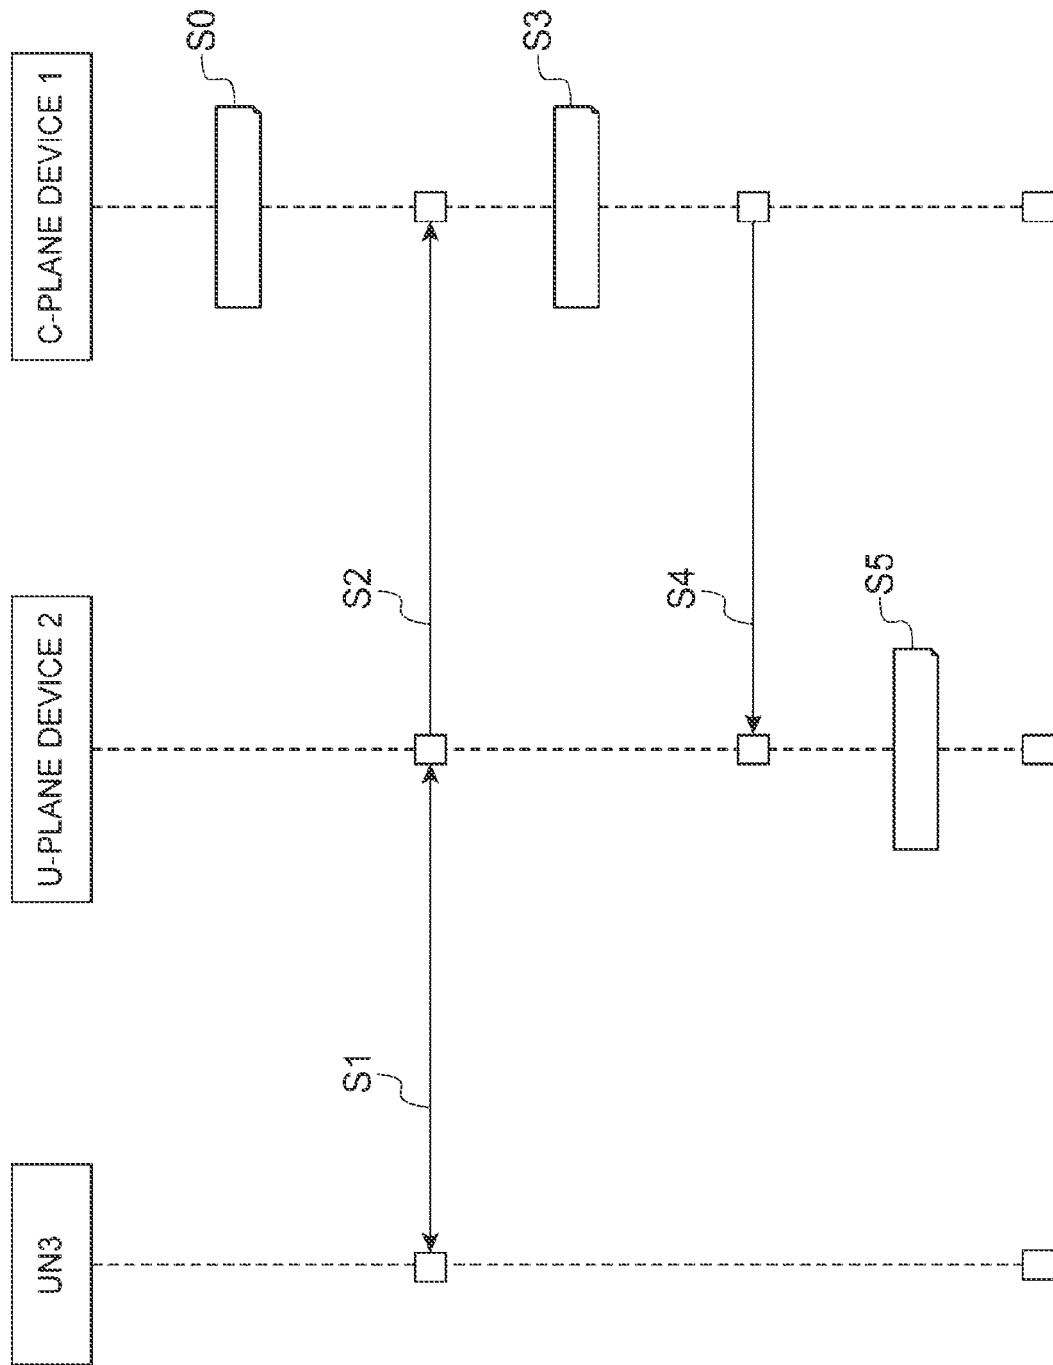 UN3
U-PLANE DEVICE 2
C-PLANE DEVICE 1
S0
S1
S2
S3
S4
S5